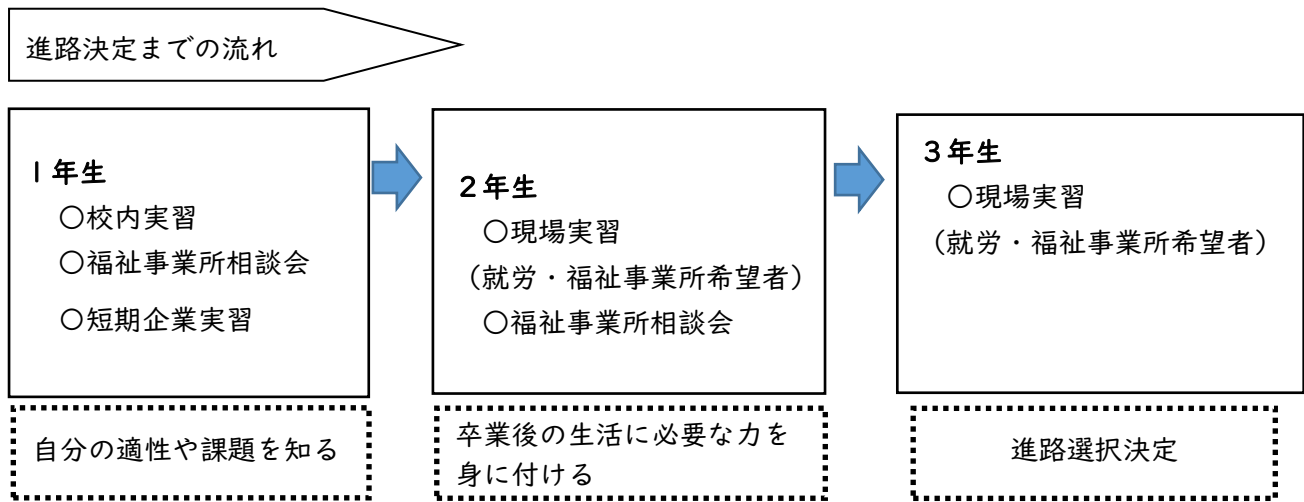 進路決定までの流れ
1年生
○校内実習
○福祉事業所相談会
○短期企業実習
自分の適性や課題を知る
2年生
○現場実習
(就労・福祉事業所希望者)
○福祉事業所相談会
卒業後の生活に必要な力を
身に付ける
3年生
○現場実習
(就労・福祉事業所希望者)
進路選択決定